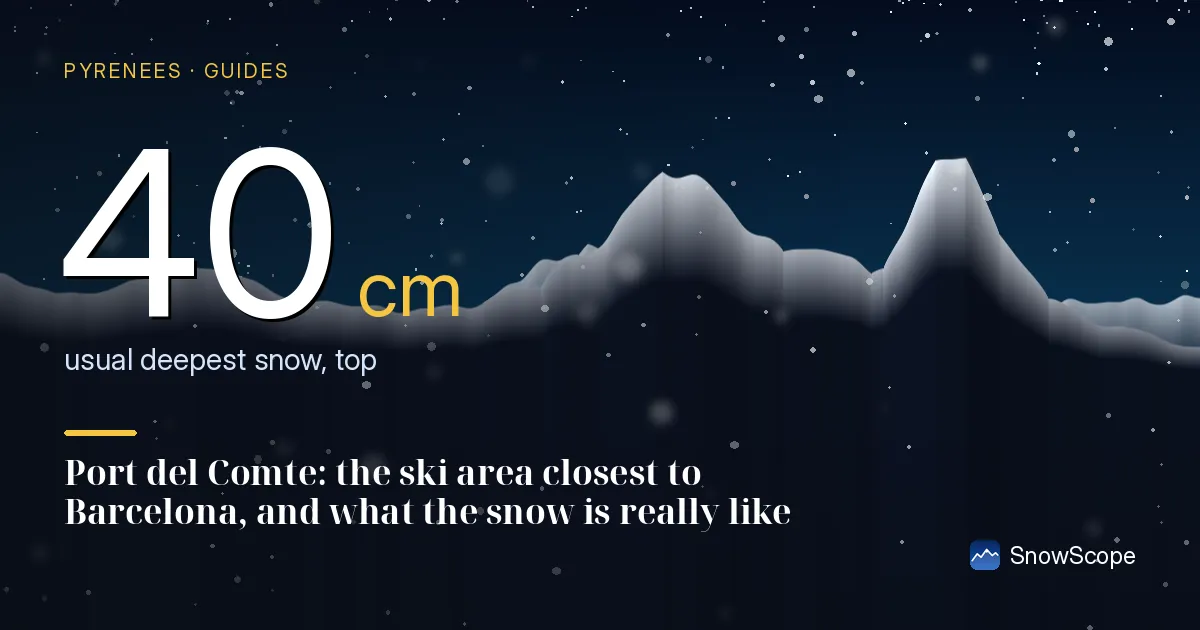 PYRENEES · GUIDES
40 cm
usual deepest snow, top
Port del Comte: the ski area closest to
Barcelona, and what the snow is really like
SnowScope